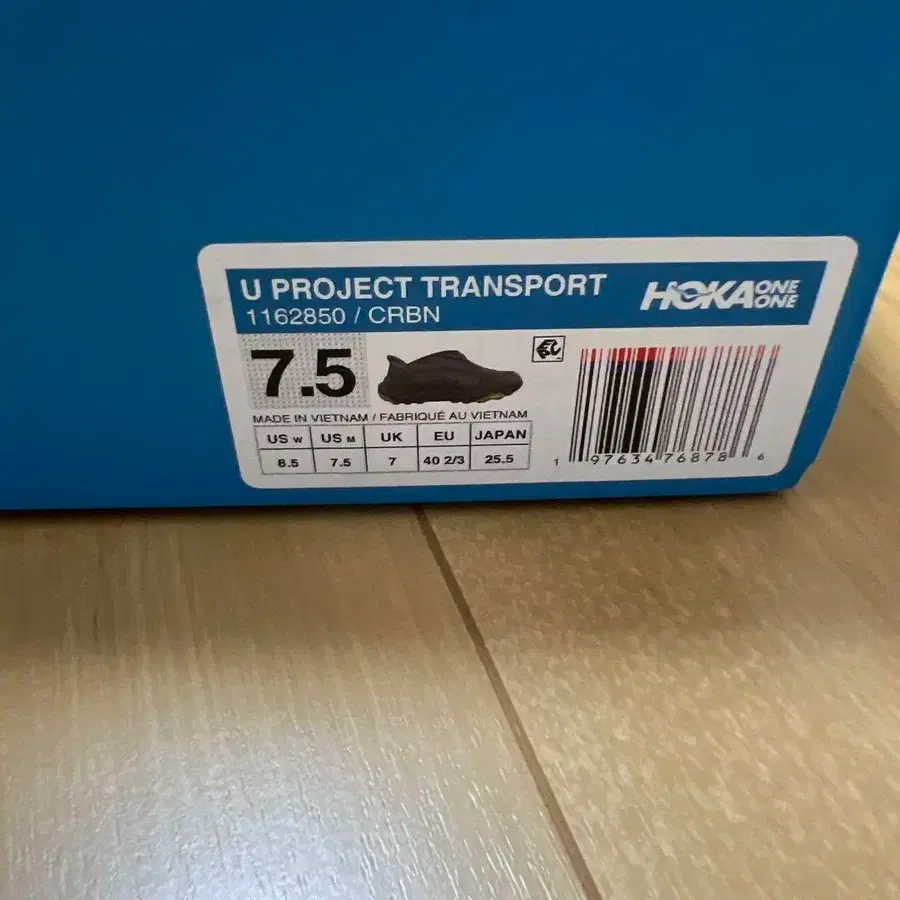 U PROJECT TRANSPORT
1162850 / CRBN
HOKA ONE ONE
7.5
MADE IN VIETNAM / FABRIQUÉ AU VIETNAM
US W US M UK EU JAPAN
8.5 7.5 7 40 2/3 25.5
1 97634 76878 6